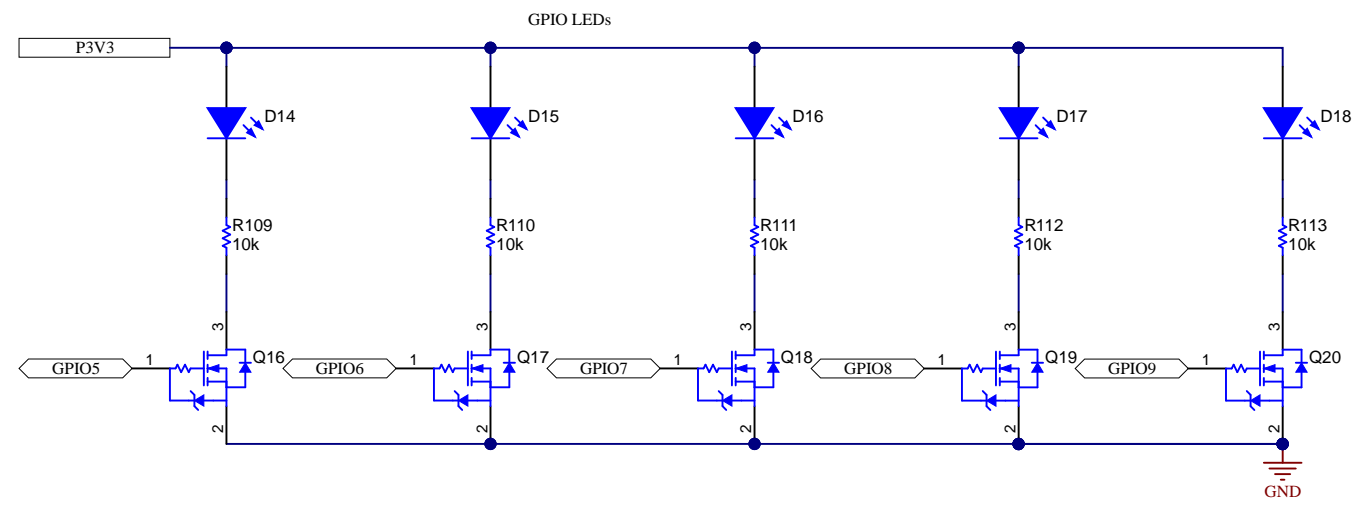 GPIO LEDs
P3V3
D14
D15
D16
D17
D18
R109
10k
R110
10k
R111
10k
R112
10k
R113
10k
3
3
3
3
3
GPIO5
1
Q16
GPIO6
1
Q17
GPIO7
1
Q18
GPIO8
1
Q19
GPIO9
1
Q20
2
2
2
2
2
GND